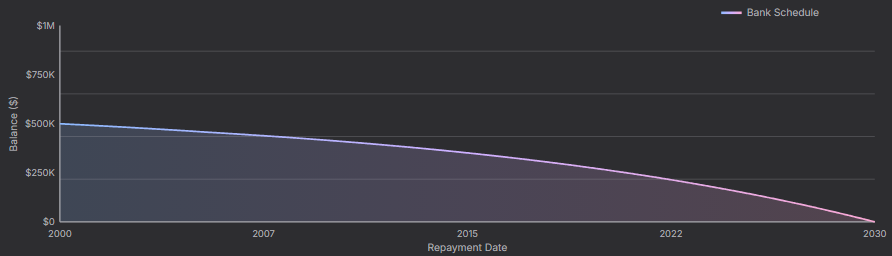 Bank Schedule
$1M
$750K
$500K
$250K
$0
Balance ($)
2000 2007 2015 2022 2030
Repayment Date